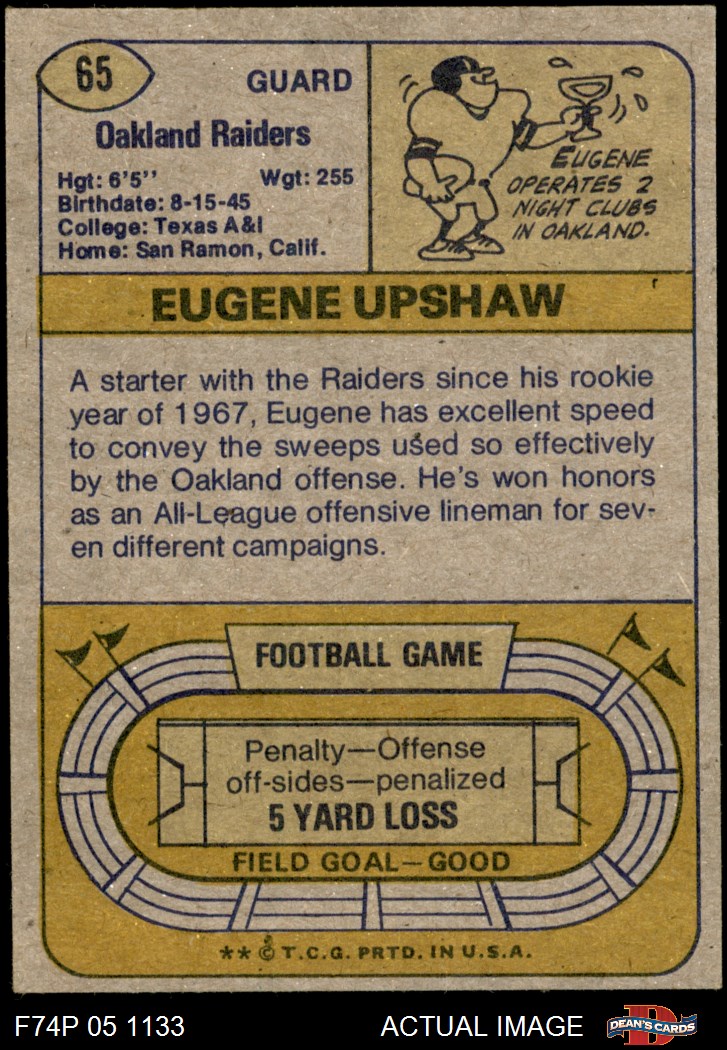 65
GUARD
Oakland Raiders
Hgt: 6'5'' Wgt: 255
Birthdate: 8-15-45
College: Texas A&I
Home: San Ramon, Calif.
EUGENE
OPERATES 2
NIGHT CLUBS
IN OAKLAND.
EUGENE UPSHAW
A starter with the Raiders since his rookie
year of 1967, Eugene has excellent speed
to convey the sweeps used so effectively
by the Oakland offense. He's won honors
as an All-League offensive lineman for sev-
en different campaigns.
FOOTBALL GAME
Penalty—Offense
off-sides—penalized
5 YARD LOSS
FIELD GOAL—GOOD
** © T.C.G. PRTD. IN U.S.A.
F74P 05 1133 ACTUAL IMAGE
D
DEAN'S CARDS